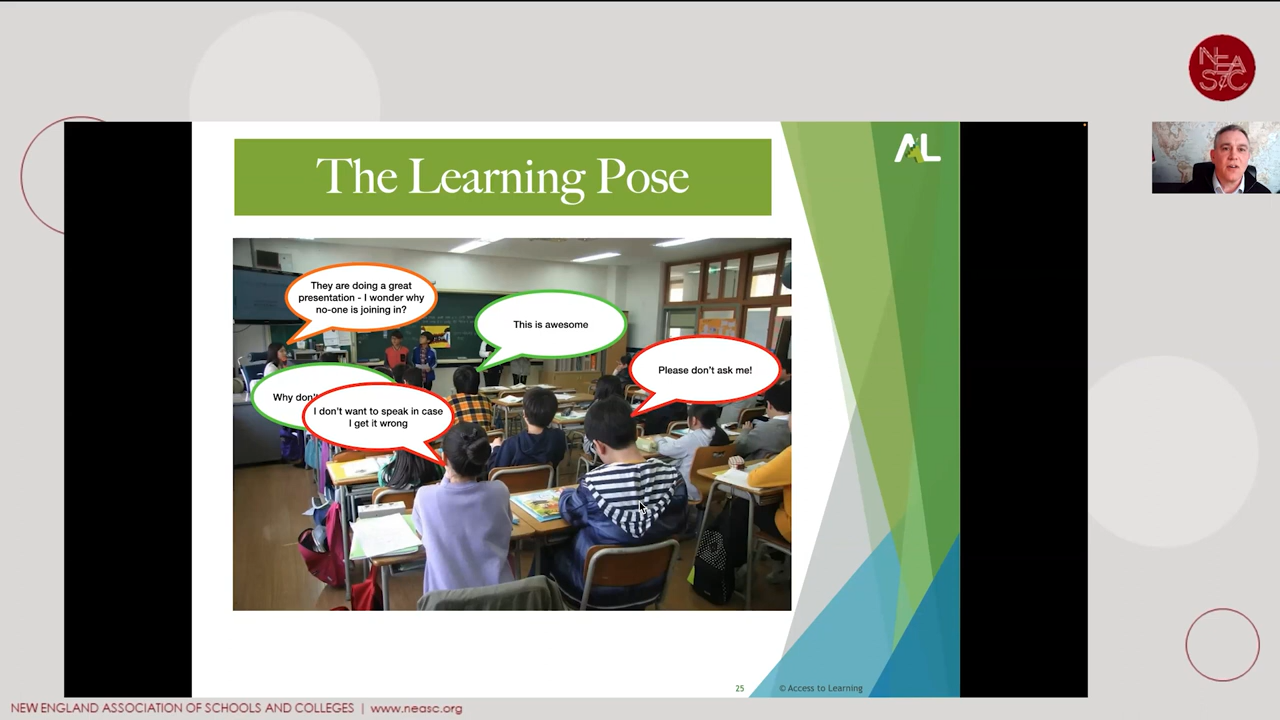 NEASC
The Learning Pose
AL
They are doing a great
presentation - I wonder why
no-one is joining in?
This is awesome
Please don't ask me!
Why don'
I don't want to speak in case
I get it wrong
25
© Access to Learning
NEW ENGLAND ASSOCIATION OF SCHOOLS AND COLLEGES | www.neasc.org